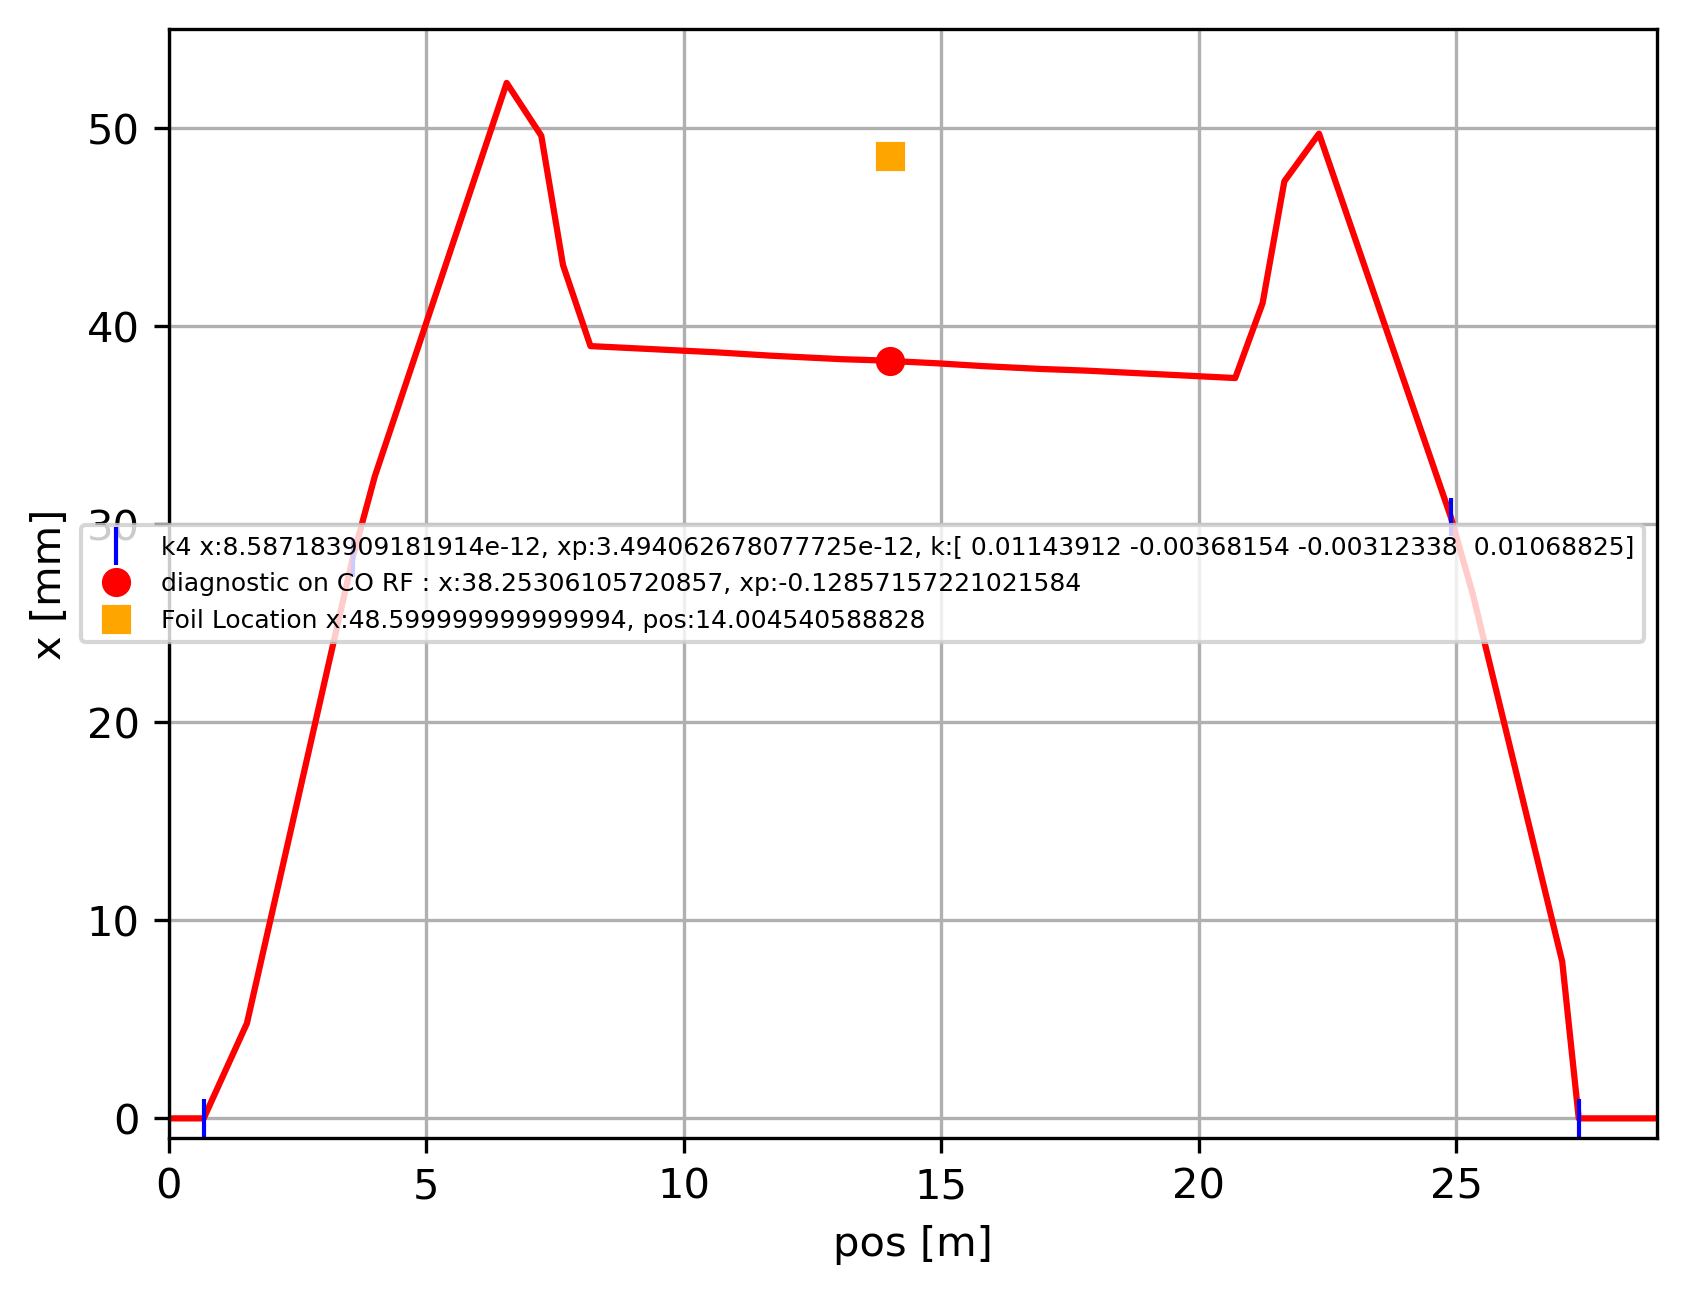 50
40
30
k4 x:8.587183909181914e-12, xp:3.494062678077725e-12, k:[ 0.01143912 -0.00368154 -0.00312338  0.01068825]
diagnostic on CO RF : x:38.25306105720857, xp:-0.12857157221021584
Foil Location x:48.599999999999994, pos:14.004540588828
x [mm]
20
10
0
0 5 10 15 20 25
pos [m]